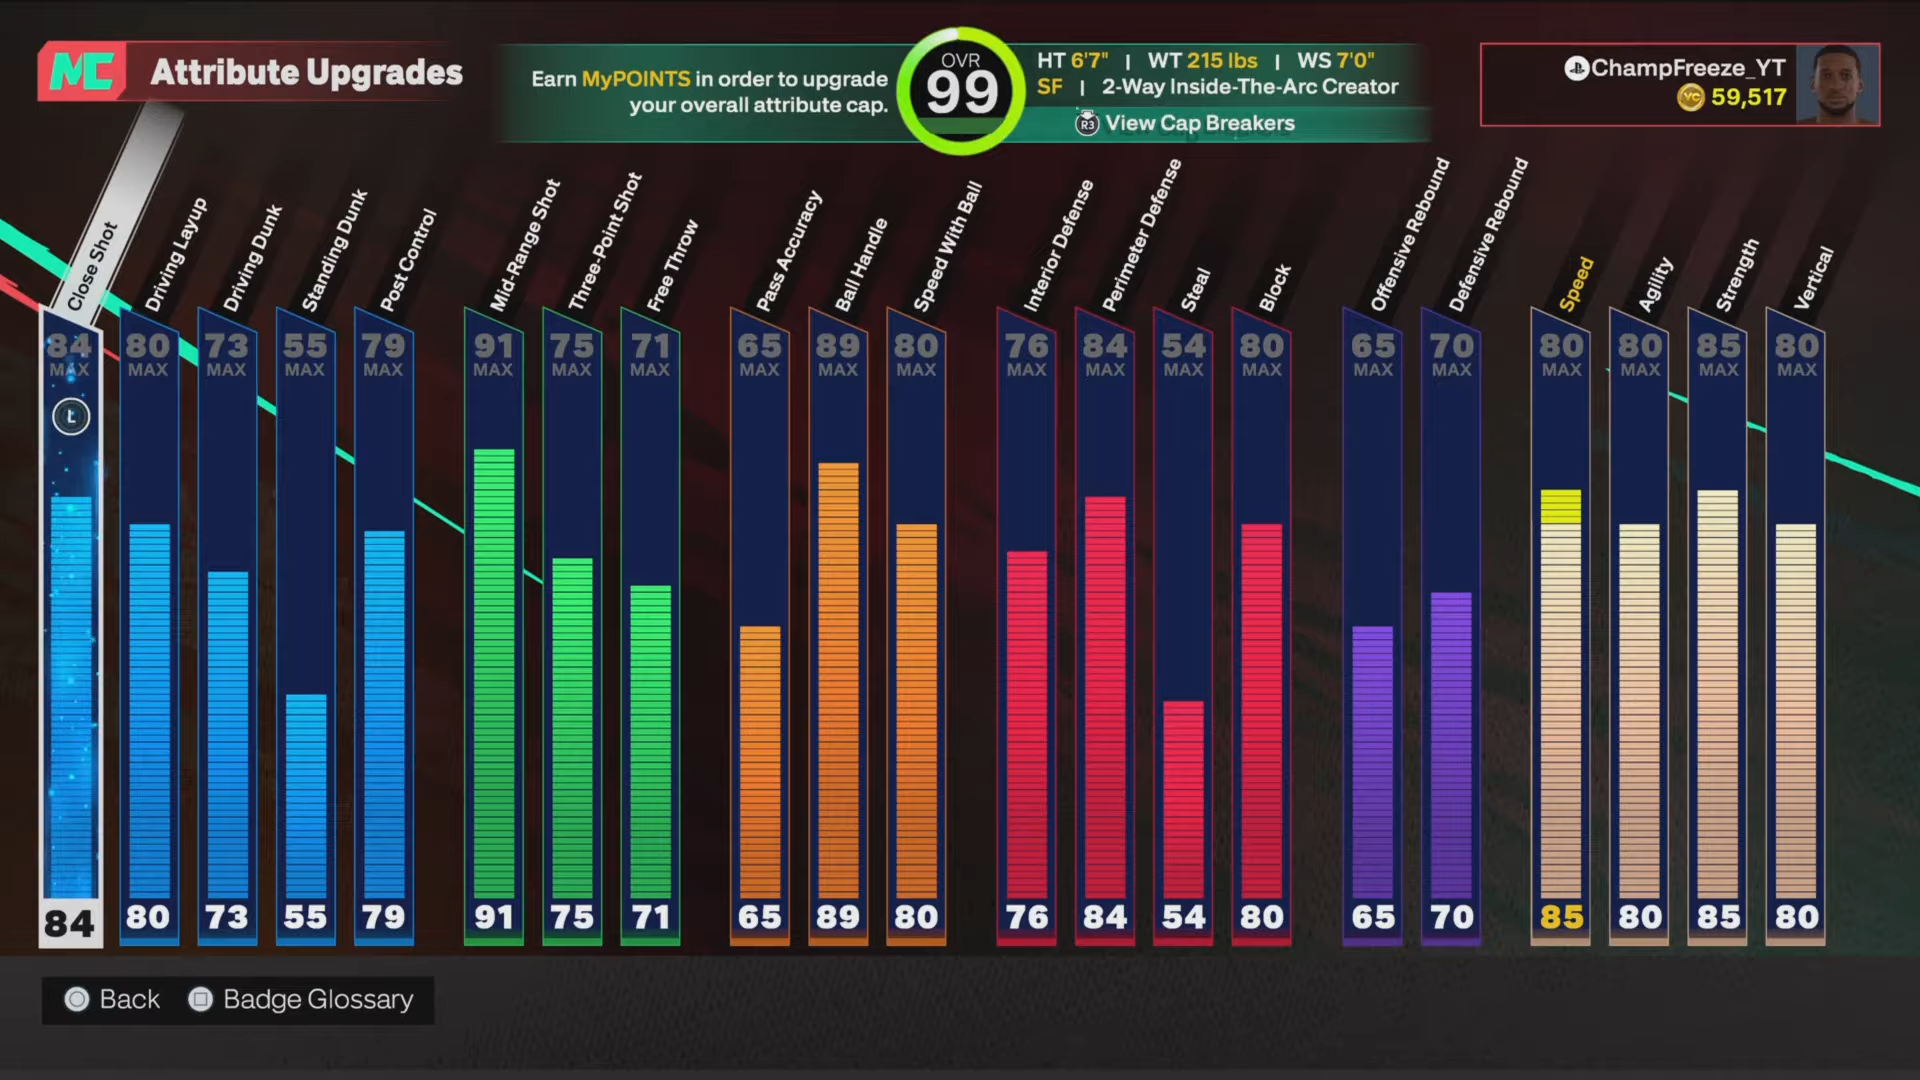 MC Attribute Upgrades
Earn MyPOINTS in order to upgrade
your overall attribute cap.
OVR
99
HT 6'7" | WT 215 lbs | WS 7'0"
SF | 2-Way Inside-The-Arc Creator
R3 View Cap Breakers
ChampFreeze_YT
VC 59,517
Close Shot
Driving Layup
Driving Dunk
Standing Dunk
Post Control
Mid-Range Shot
Three-Point Shot
Free Throw
Pass Accuracy
Ball Handle
Speed With Ball
Interior Defense
Perimeter Defense
Steal
Block
Offensive Rebound
Defensive Rebound
Speed
Agility
Strength
Vertical
84 80 73 55 79 91 75 71 65 89 80 76 84 54 80 65 70 80 80 85 80
MAX MAX MAX MAX MAX MAX MAX MAX MAX MAX MAX MAX MAX MAX MAX MAX MAX MAX MAX MAX MAX
L
84 80 73 55 79 91 75 71 65 89 80 76 84 54 80 65 70 85 80 85 80
Back Badge Glossary